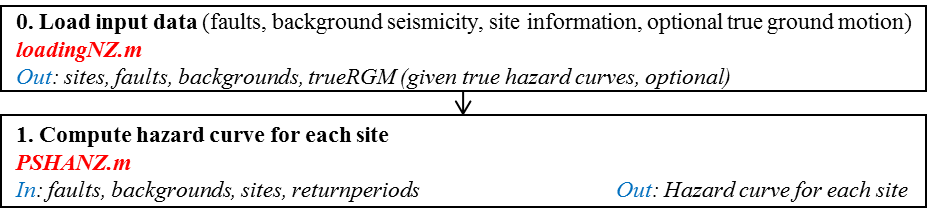 0. Load input data (faults, background seismicity, site information, optional true ground motion)
loadingNZ.m
Out: sites, faults, backgrounds, trueRGM (given true hazard curves, optional)
1. Compute hazard curve for each site
PSHANZ.m
In: faults, backgrounds, sites, returnperiods Out: Hazard curve for each site